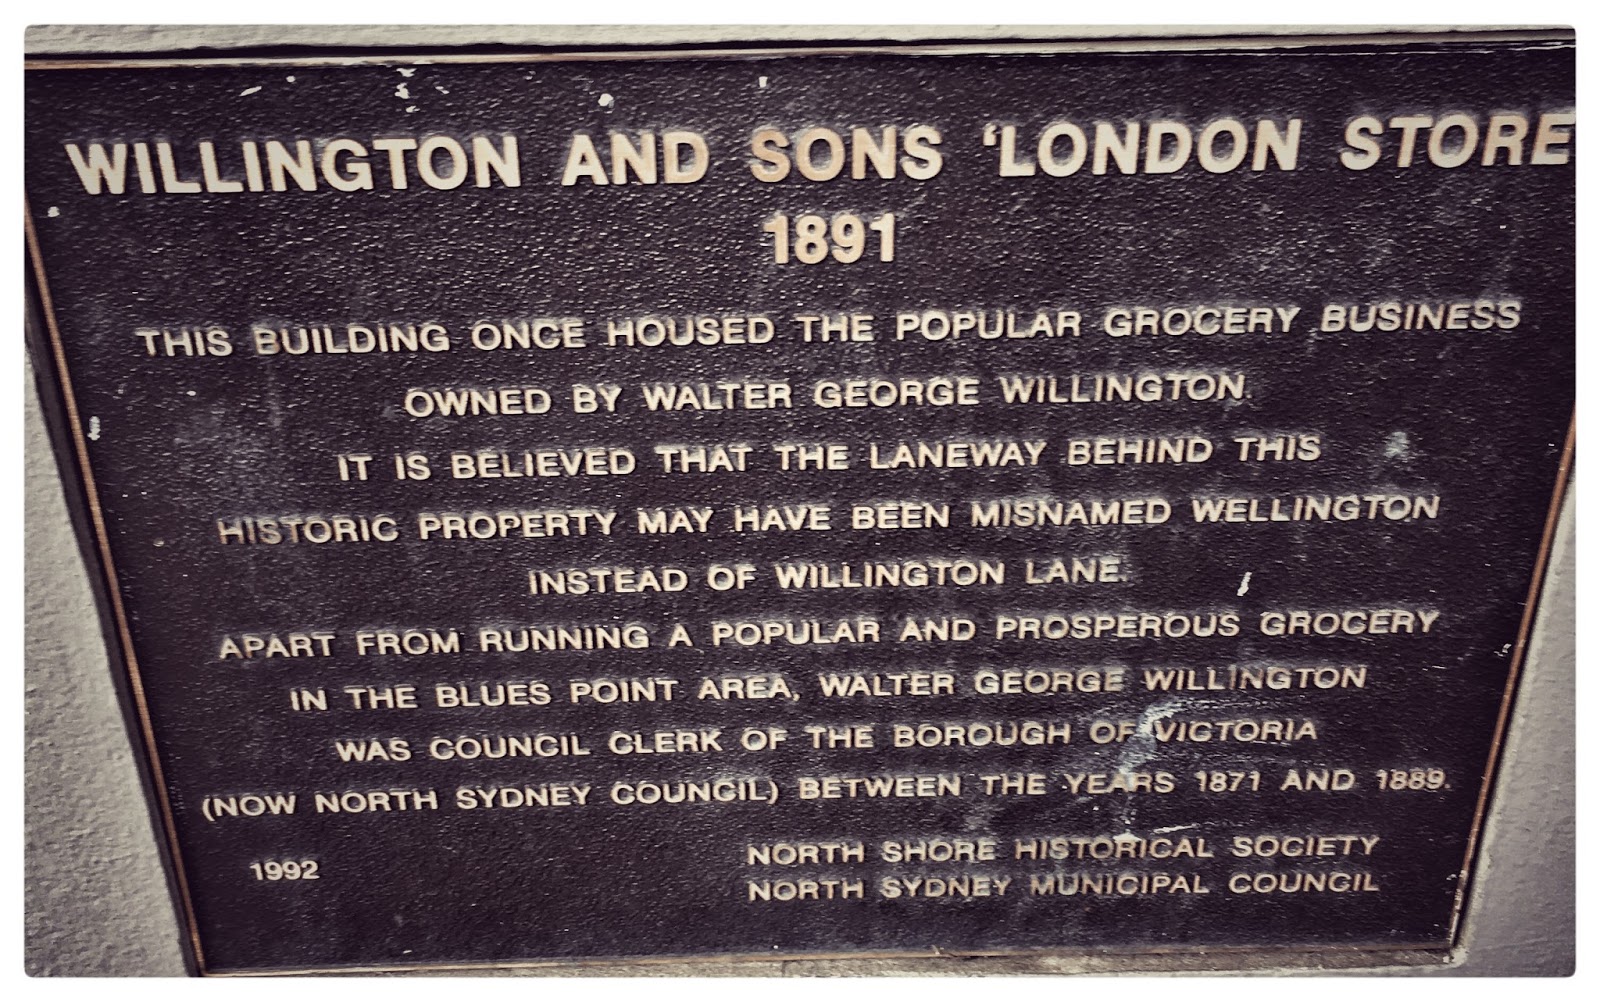 WILLINGTON AND SONS ‘LONDON STORE
1891
THIS BUILDING ONCE HOUSED THE POPULAR GROCERY BUSINESS
OWNED BY WALTER GEORGE WILLINGTON.
IT IS BELIEVED THAT THE LANEWAY BEHIND THIS
HISTORIC PROPERTY MAY HAVE BEEN MISNAMED WELLINGTON
INSTEAD OF WILLINGTON LANE.
APART FROM RUNNING A POPULAR AND PROSPEROUS GROCERY
IN THE BLUES POINT AREA, WALTER GEORGE WILLINGTON
WAS COUNCIL CLERK OF THE BOROUGH OF VICTORIA
(NOW NORTH SYDNEY COUNCIL) BETWEEN THE YEARS 1871 AND 1889.
1992
NORTH SHORE HISTORICAL SOCIETY
NORTH SYDNEY MUNICIPAL COUNCIL